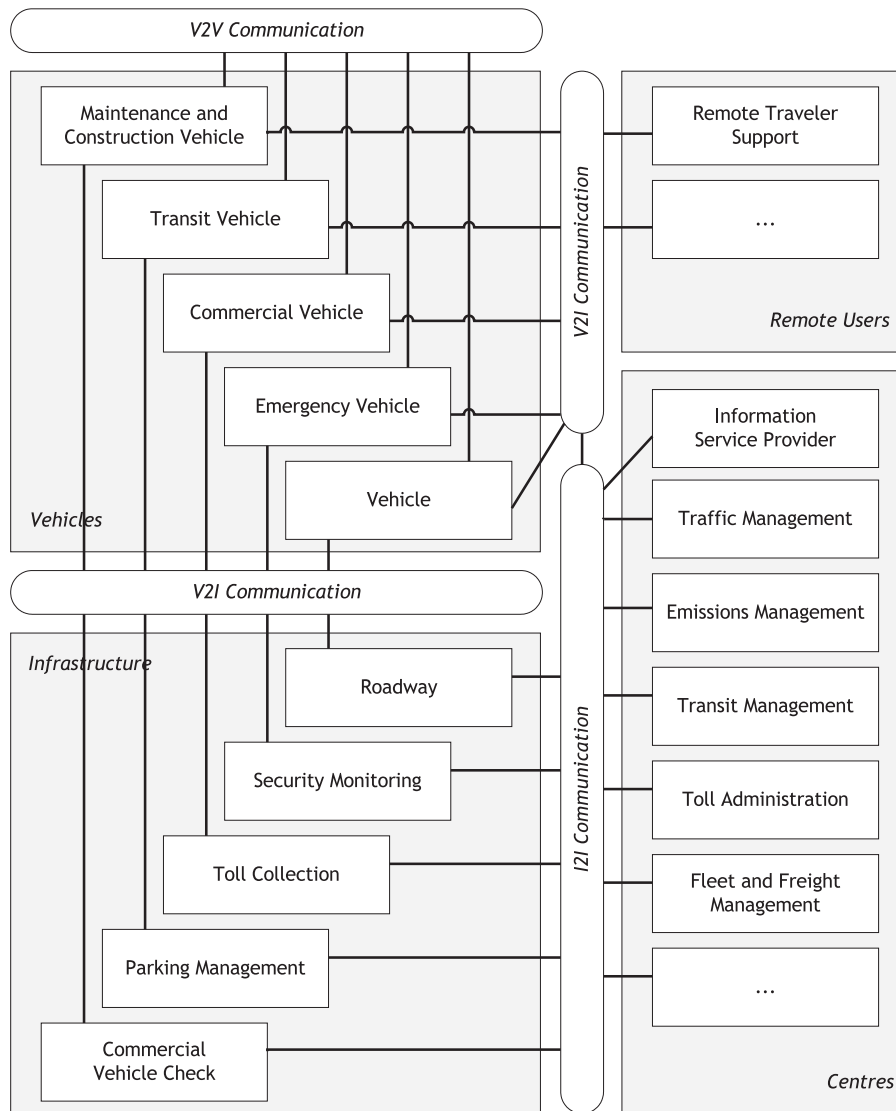 V2V Communication
Maintenance and
Construction Vehicle
Transit Vehicle
Commercial Vehicle
Emergency Vehicle
Vehicle
Vehicles
V2I Communication
Remote Traveler
Support
...
Remote Users
V2I Communication
Infrastructure
Roadway
Security Monitoring
Toll Collection
Parking Management
Commercial
Vehicle Check
I2I Communication
Information
Service Provider
Traffic Management
Emissions Management
Transit Management
Toll Administration
Fleet and Freight
Management
...
Centres